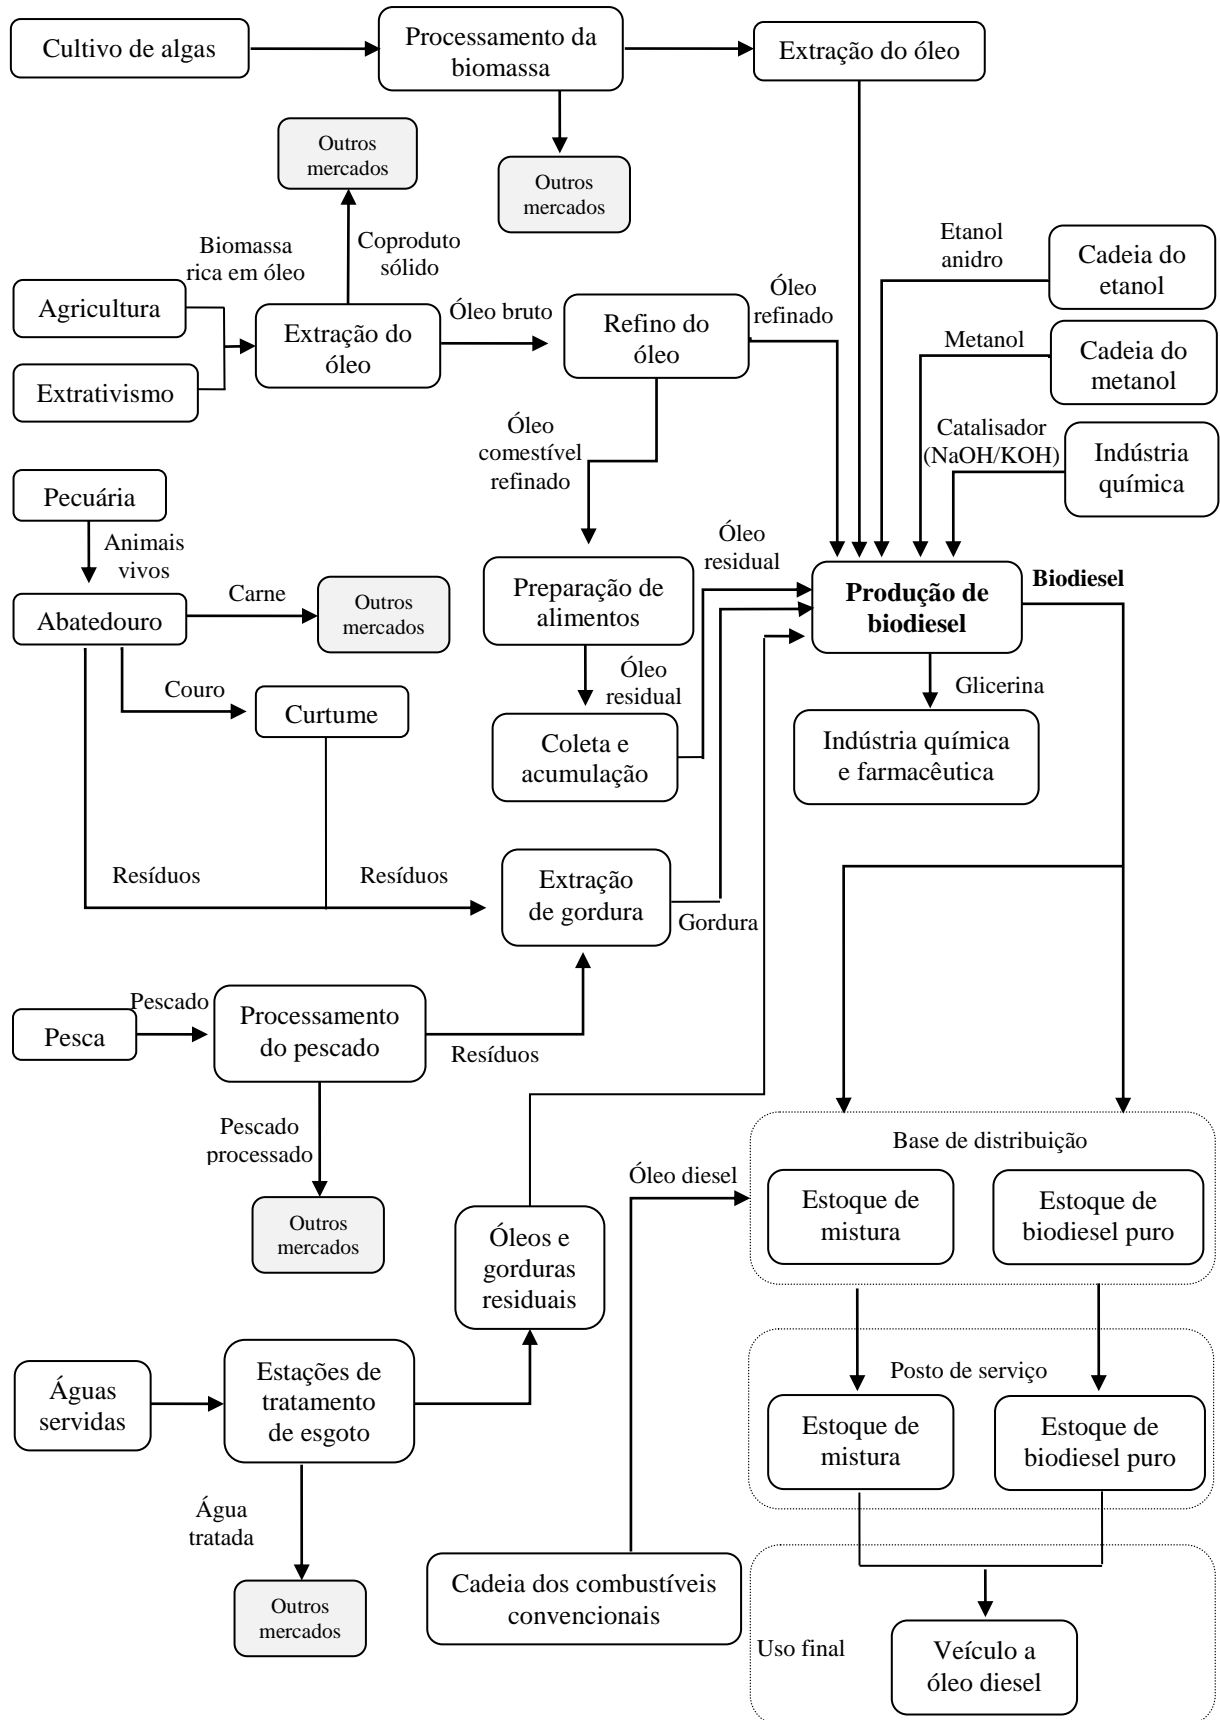 Cultivo de algas
Processamento da
biomassa
Extração do óleo
Outros
mercados
Outros
mercados
Biomassa
rica em óleo
Coproduto
sólido
Etanol
anidro
Cadeia do
etanol
Agricultura
Extrativismo
Extração do
óleo
Óleo bruto
Refino do
óleo
Óleo
refinado
Metanol
Cadeia do
metanol
Óleo
comestível
refinado
Catalisador
(NaOH/KOH)
Indústria
química
Pecuária
Animais
vivos
Abatedouro
Carne
Outros
mercados
Preparação de
alimentos
Óleo
residual
Produção de
biodiesel
Biodiesel
Couro
Curtume
Óleo
residual
Coleta e
acumulação
Glicerina
Indústria química
e farmacêutica
Resíduos
Resíduos
Extração
de gordura
Gordura
Pesca
Pescado
Processamento
do pescado
Resíduos
Pescado
processado
Outros
mercados
Óleos e
gorduras
residuais
Óleo diesel
Base de distribuição
Estoque de
mistura
Estoque de
biodiesel puro
Águas
servidas
Estações de
tratamento
de esgoto
Posto de serviço
Estoque de
mistura
Estoque de
biodiesel puro
Água
tratada
Outros
mercados
Cadeia dos combustíveis
convencionais
Uso final
Veículo a
óleo diesel